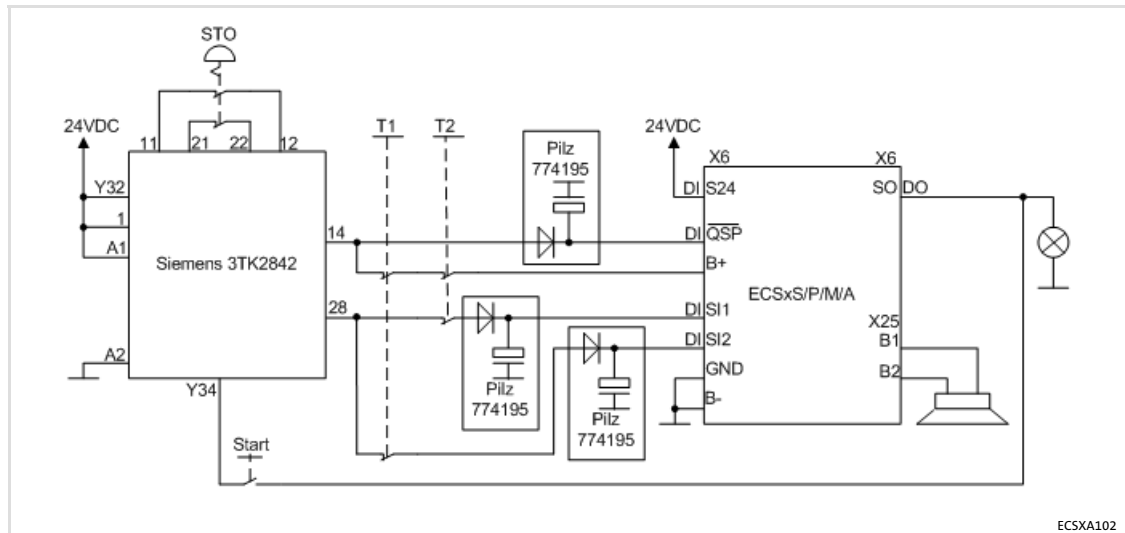 STO
24VDC
11
21
22
12
T1
T2
24VDC
Pilz
774195
X6
X6
Y32
DI
S24
SO
DO
1
14
DI
QSP
A1
Siemens 3TK2842
B+
ECSxS/P/M/A
28
DI
SI1
X25
DI
SI2
B1
A2
GND
B2
Y34
Pilz
774195
B-
Pilz
774195
Start
ECSXA102